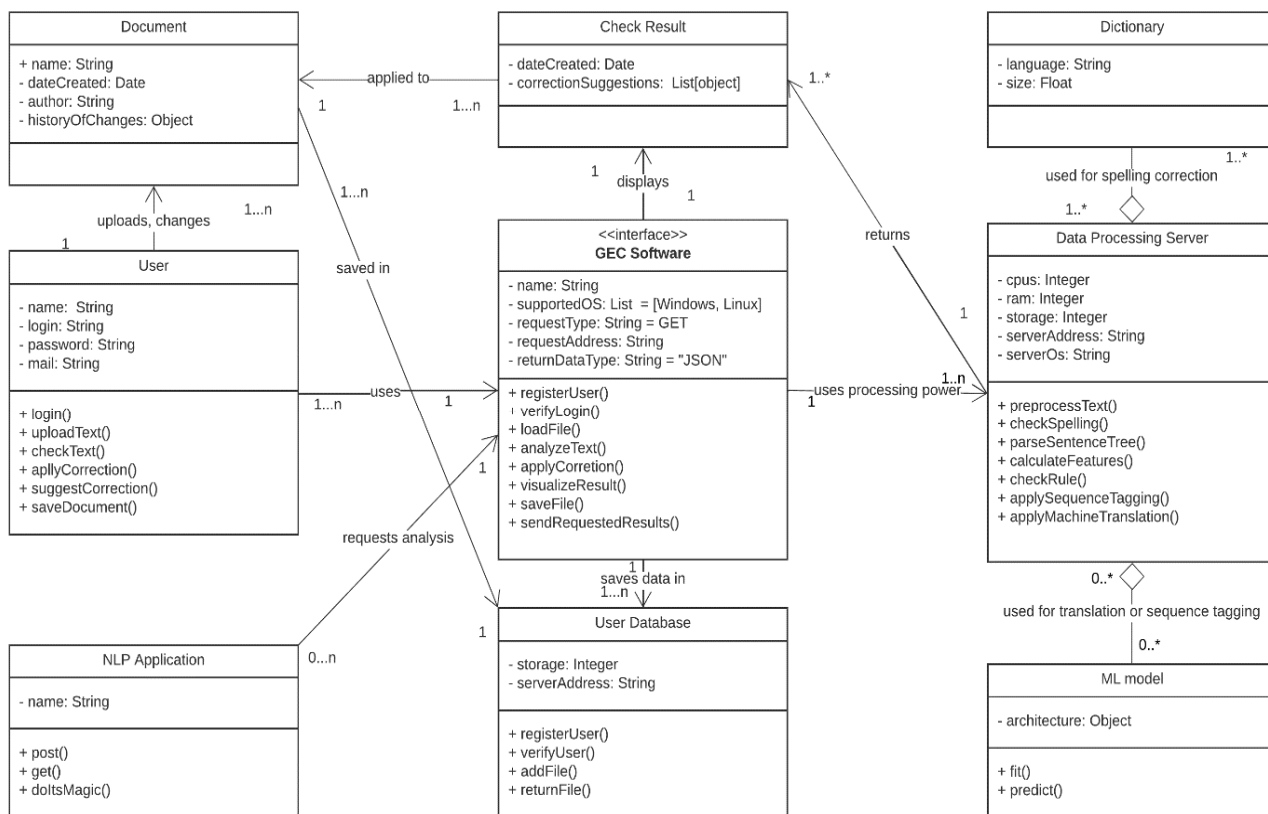 Document
+ name: String
- dateCreated: Date
- author: String
- historyOfChanges: Object
Check Result
- dateCreated: Date
- correctionSuggestions:  List[object]
Dictionary
- language: String
- size: Float
applied to
1
1...n
1..*
1..*
used for spelling correction
1..*
uploads, changes
1...n
1
1...n
saved in
1
displays
1
returns
1
User
- name:  String
- login: String
- password: String
- mail: String
+ login()
+ uploadText()
+ checkText()
+ apllyCorrection()
+ suggestCorrection()
+ saveDocument()
<<interface>>
GEC Software
- name: String
- supportedOS: List  = [Windows, Linux]
- requestType: String = GET
- requestAddress: String
- returnDataType: String = "JSON"
+ registerUser()
+ verifyLogin()
+ loadFile()
+ analyzeText()
+ applyCorretion()
+ visualizeResult()
+ saveFile()
+ sendRequestedResults()
Data Processing Server
- cpus: Integer
- ram: Integer
- storage: Integer
- serverAddress: String
- serverOs: String
+ preprocessText()
+ checkSpelling()
+ parseSentenceTree()
+ calculateFeatures()
+ checkRule()
+ applySequenceTagging()
+ applyMachineTranslation()
uses
1...n
1
uses processing power
1
1..n
1
requests analysis
0...n
1
saves data in
1...n
1
0..*
used for translation or sequence tagging
0..*
NLP Application
- name: String
+ post()
+ get()
+ doItsMagic()
User Database
- storage: Integer
- serverAddress: String
+ registerUser()
+ verifyUser()
+ addFile()
+ returnFile()
ML model
- architecture: Object
+ fit()
+ predict()